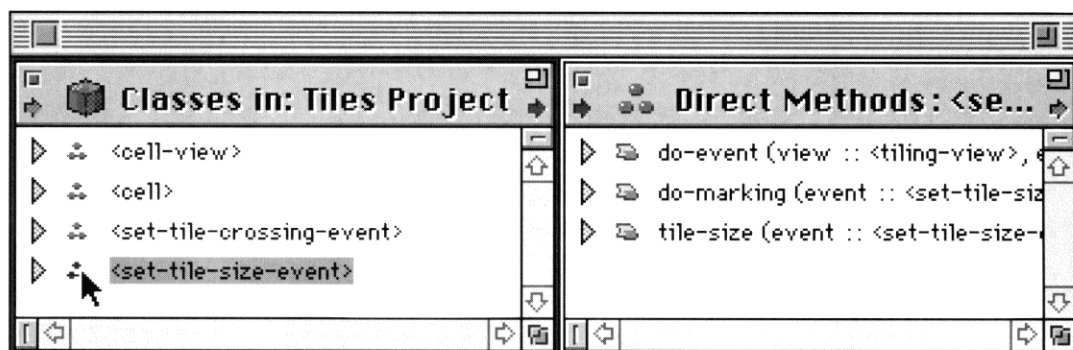 Classes in: Tiles Project
<cell-view>
<cell>
<set-tile-crossing-event>
<set-tile-size-event>
Direct Methods: <se...
do-event (view :: <tiling-view>, e
do-marking (event :: <set-tile-siz
tile-size (event :: <set-tile-size-